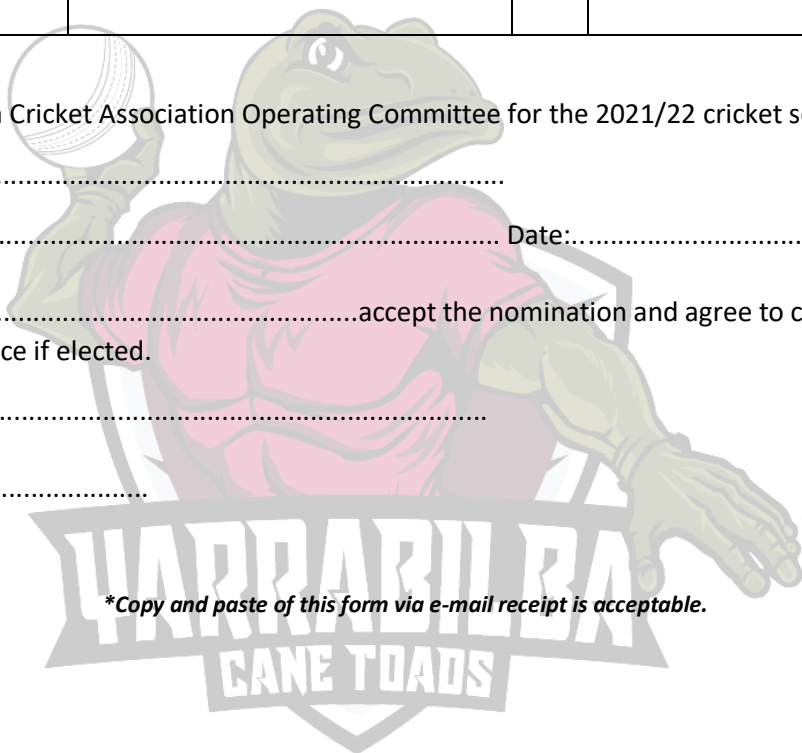 Cricket Association Operating Committee for the 2021/22 cricket
................................................................................
................................................................................ Date:................................
................................................................accept the nomination and agree to
ce if elected.
................................................................................
......................
YARRABILBA
*Copy and paste of this form via e-mail receipt is acceptable.
CANE TOADS